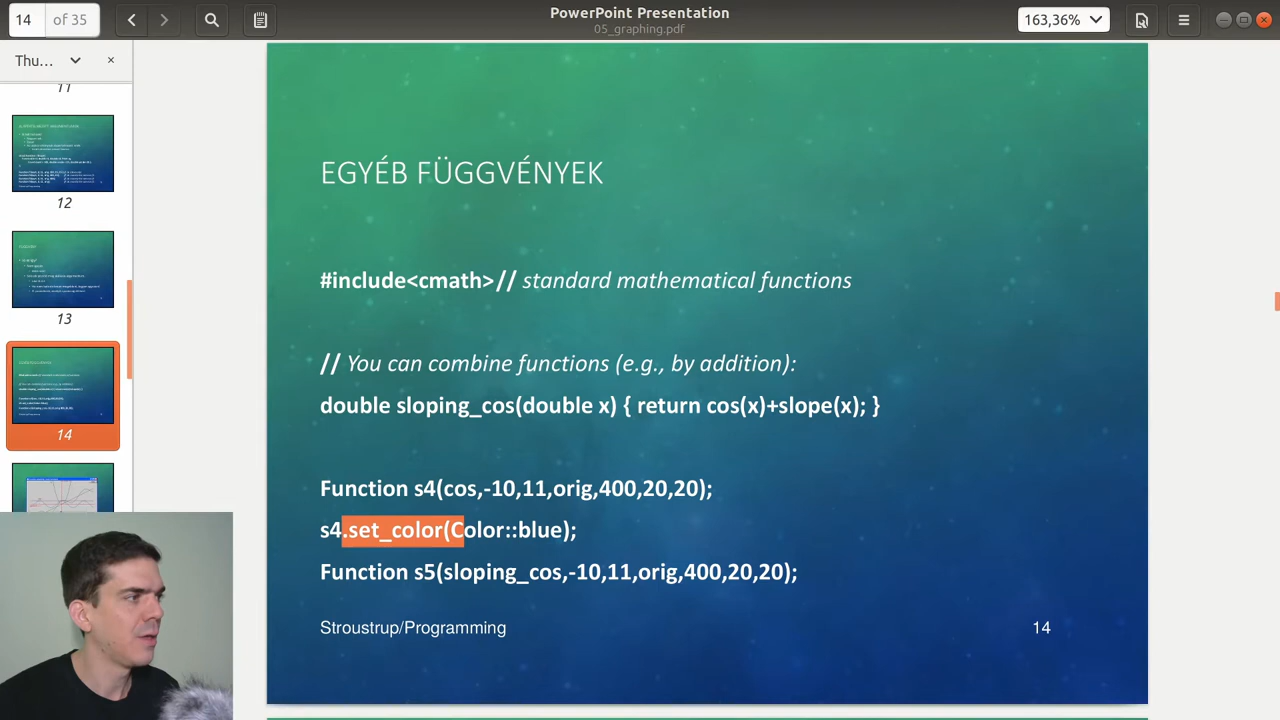 14 of 35
PowerPoint Presentation
05_graphing.pdf
163,36%
Thu...
11
12
13
14
EGYÉB FÜGGVÉNYEK
#include<cmath>// standard mathematical functions
// You can combine functions (e.g., by addition):
double sloping_cos(double x) { return cos(x)+slope(x); }
Function s4(cos,-10,11,orig,400,20,20);
s4.set_color(Color::blue);
Function s5(sloping_cos,-10,11,orig,400,20,20);
Stroustrup/Programming
14